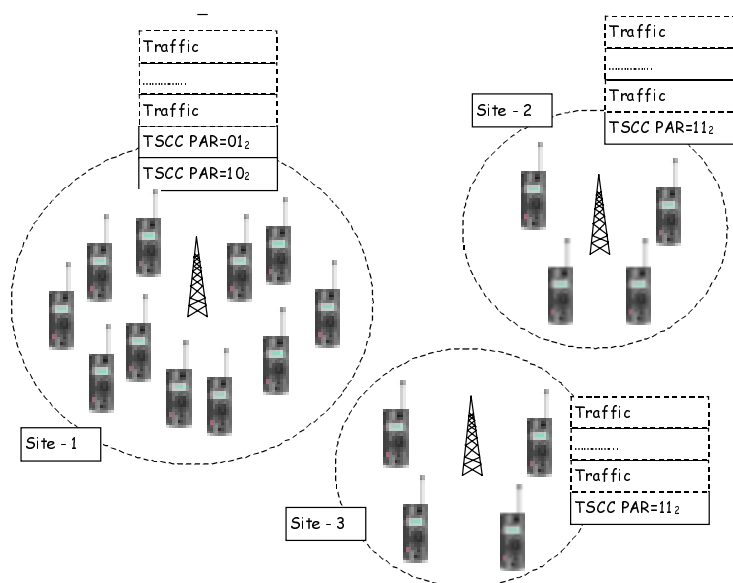 Traffic
..............
Traffic
TSCC PAR=01₂
TSCC PAR=10₂
Site - 1
Site - 2
Traffic
..............
Traffic
TSCC PAR=11₂
Site - 3
Traffic
..............
Traffic
TSCC PAR=11₂